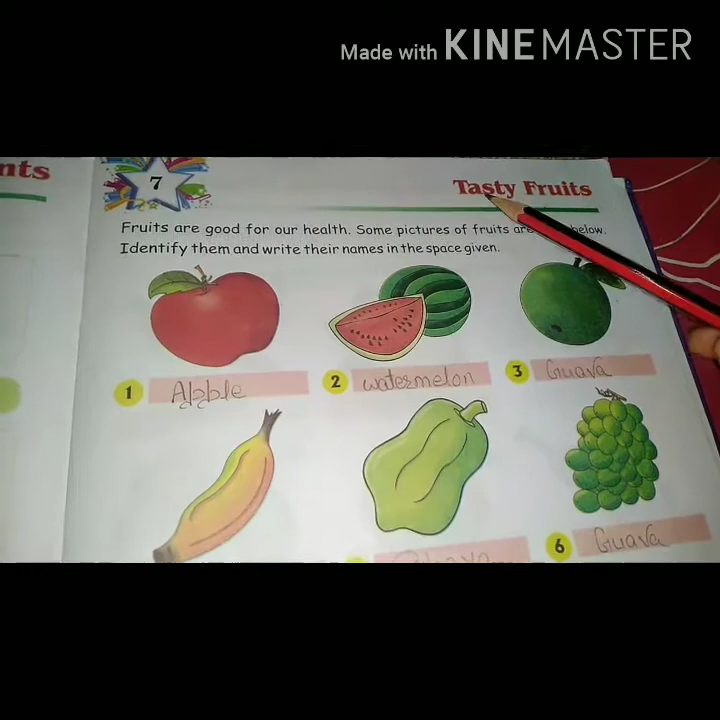 Made with KINEMASTER
nts
7
Tasty Fruits
Fruits are good for our health. Some pictures of fruits are below.
Identify them and write their names in the space given.
1 Apple
2 watermelon
3 Guava
6 Guava